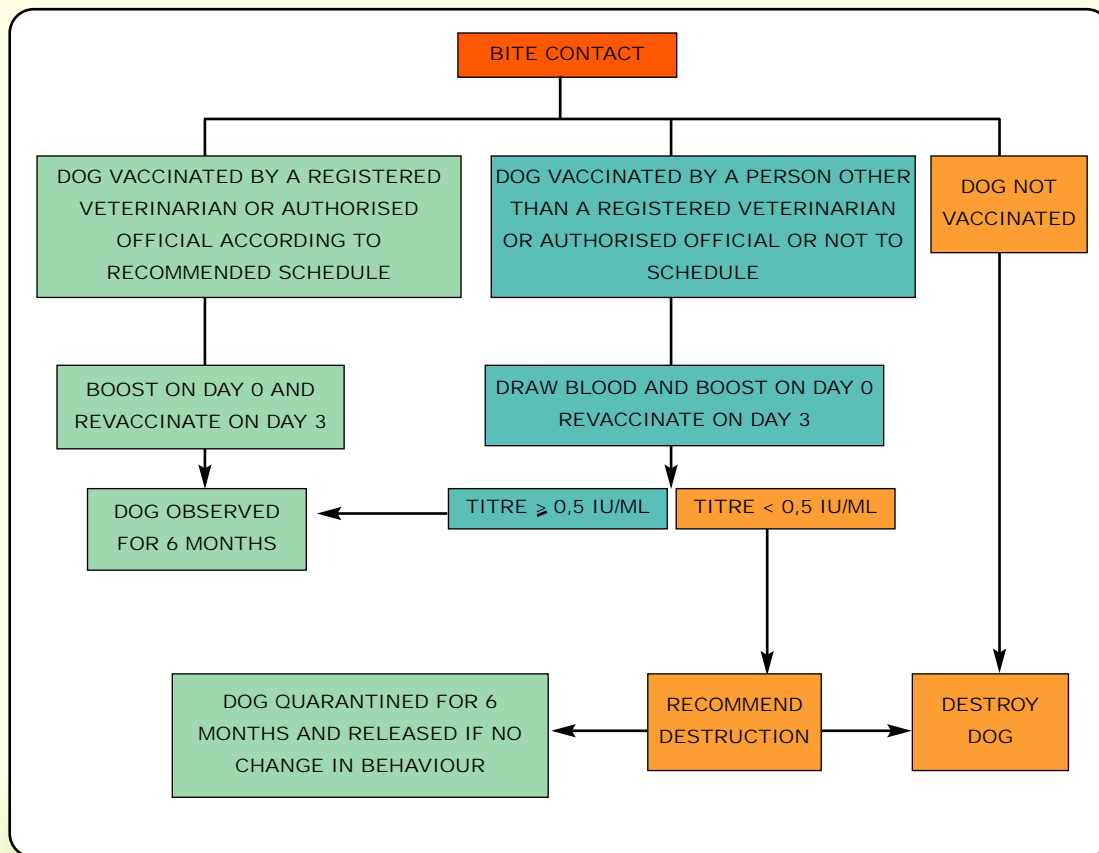 BITE CONTACT
DOG VACCINATED BY A REGISTERED
VETERINARIAN OR AUTHORISED
OFFICIAL ACCORDING TO
RECOMMENDED SCHEDULE
DOG VACCINATED BY A PERSON OTHER
THAN A REGISTERED VETERINARIAN
OR AUTHORISED OFFICIAL OR NOT TO
SCHEDULE
DOG NOT
VACCINATED
BOOST ON DAY 0 AND
REVACCINATE ON DAY 3
DRAW BLOOD AND BOOST ON DAY 0
REVACCINATE ON DAY 3
DOG OBSERVED
FOR 6 MONTHS
TITRE ⩾ 0,5 IU/ML
TITRE < 0,5 IU/ML
DOG QUARANTINED FOR 6
MONTHS AND RELEASED IF NO
CHANGE IN BEHAVIOUR
RECOMMEND
DESTRUCTION
DESTROY
DOG